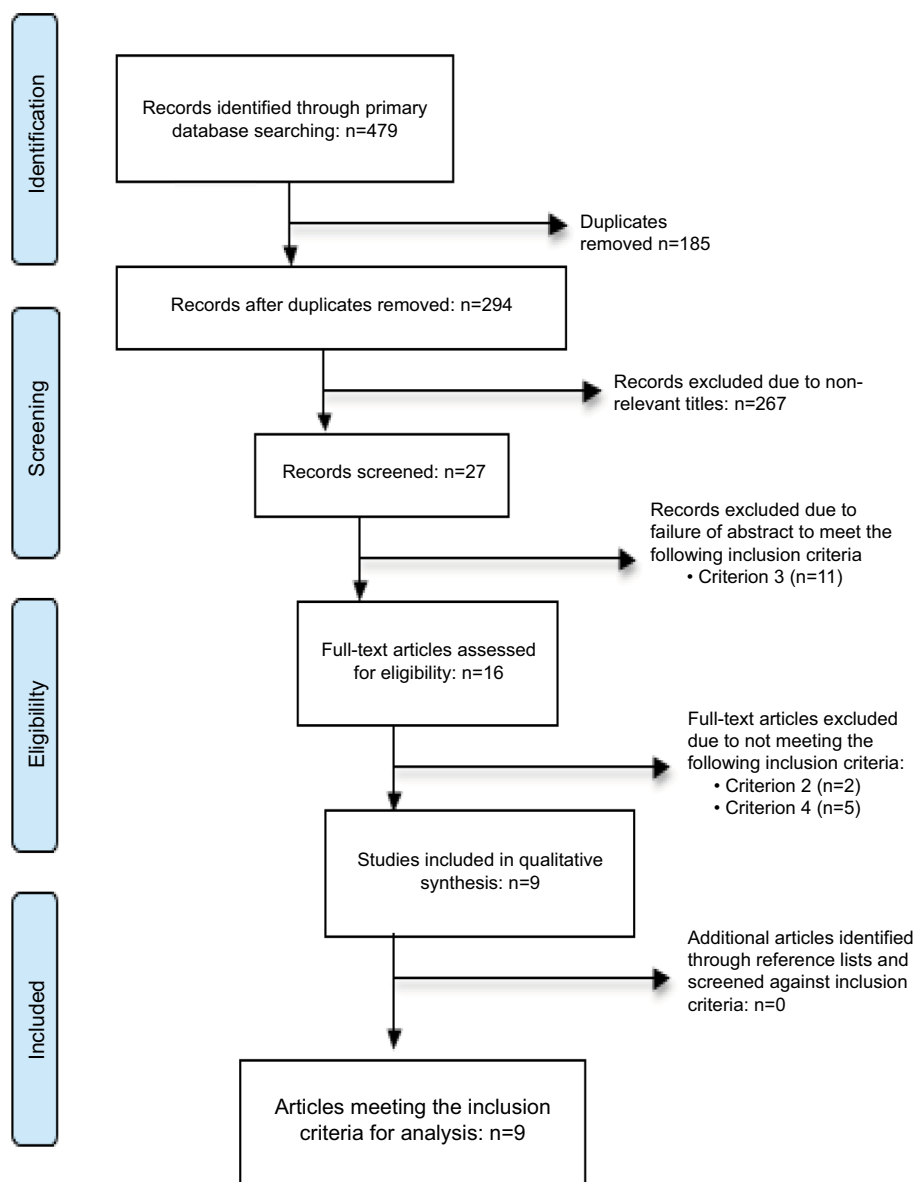 Identification
Records identified through primary
database searching: n=479
Duplicates
removed n=185
Records after duplicates removed: n=294
Screening
Records excluded due to non-
relevant titles: n=267
Records screened: n=27
Records excluded due to
failure of abstract to meet the
following inclusion criteria
• Criterion 3 (n=11)
Eligibility
Full-text articles assessed
for eligibility: n=16
Full-text articles excluded
due to not meeting the
following inclusion criteria:
• Criterion 2 (n=2)
• Criterion 4 (n=5)
Studies included in qualitative
synthesis: n=9
Included
Additional articles identified
through reference lists and
screened against inclusion
criteria: n=0
Articles meeting the inclusion
criteria for analysis: n=9